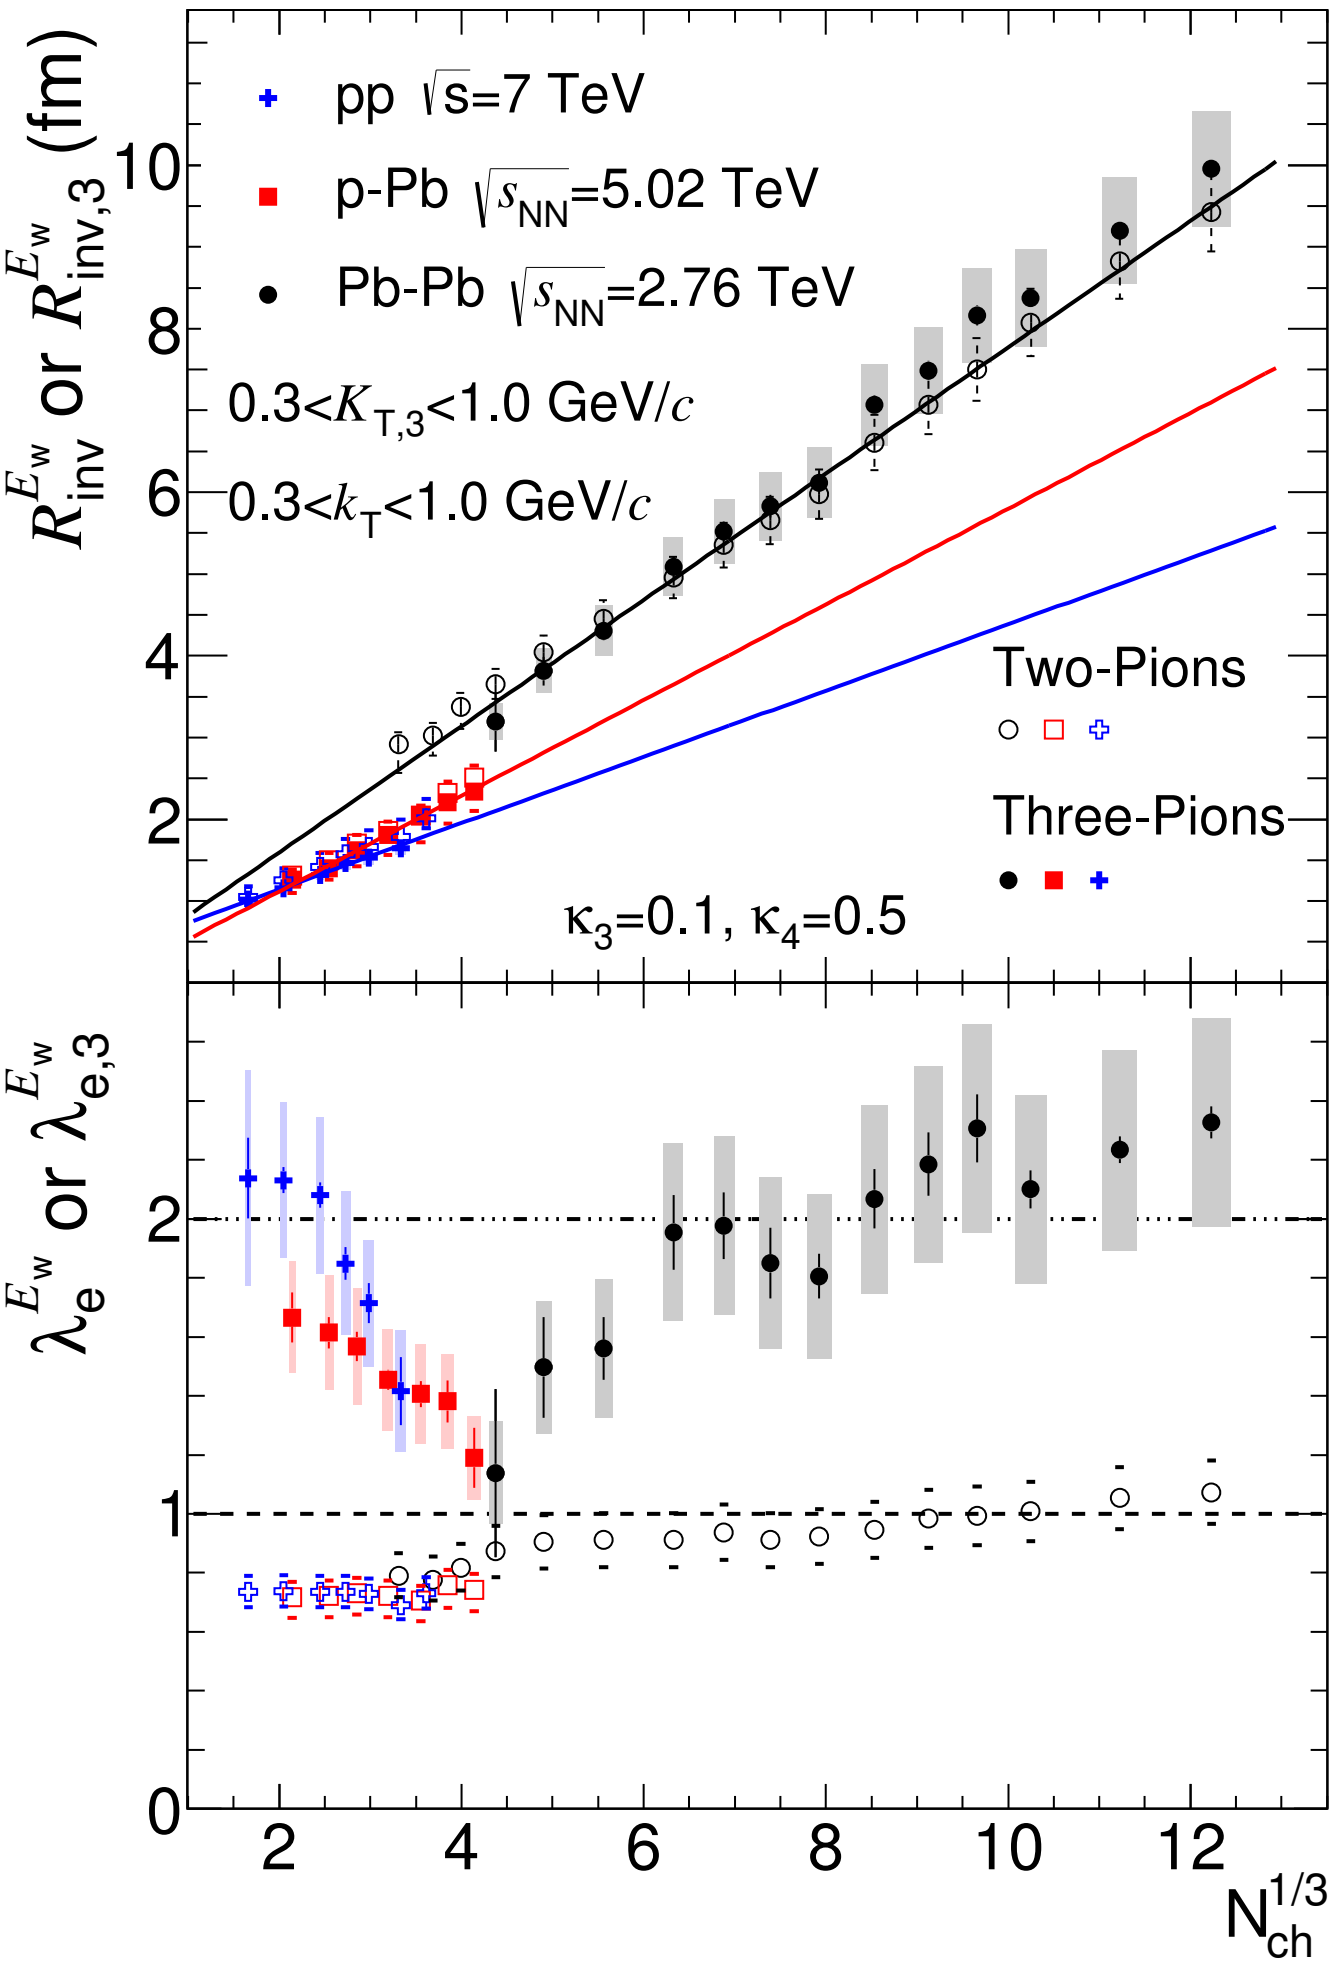 R_inv^{E_w} or R_inv,3^{E_w} (fm)
pp √s=7 TeV
p-Pb √s_NN=5.02 TeV
Pb-Pb √s_NN=2.76 TeV
0.3<K_T,3<1.0 GeV/c
0.3<k_T<1.0 GeV/c
10
8
6
4
2
Two-Pions
Three-Pions
κ_3=0.1, κ_4=0.5
λ_e^{E_w} or λ_e,3^{E_w}
2
1
0
2 4 6 8 10 12
N_ch^{1/3}